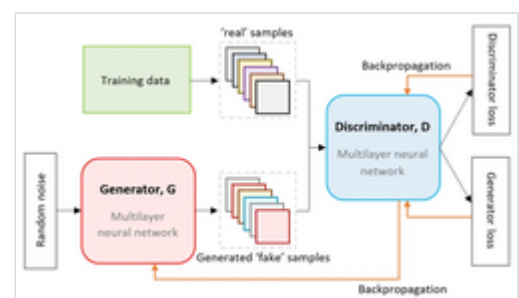 'real' samples
Training data
Backpropagation
Discriminator loss
Discriminator, D
Multilayer neural
network
Random noise
Generator, G
Multilayer
neural network
Generated 'fake' samples
Generator loss
Backpropagation